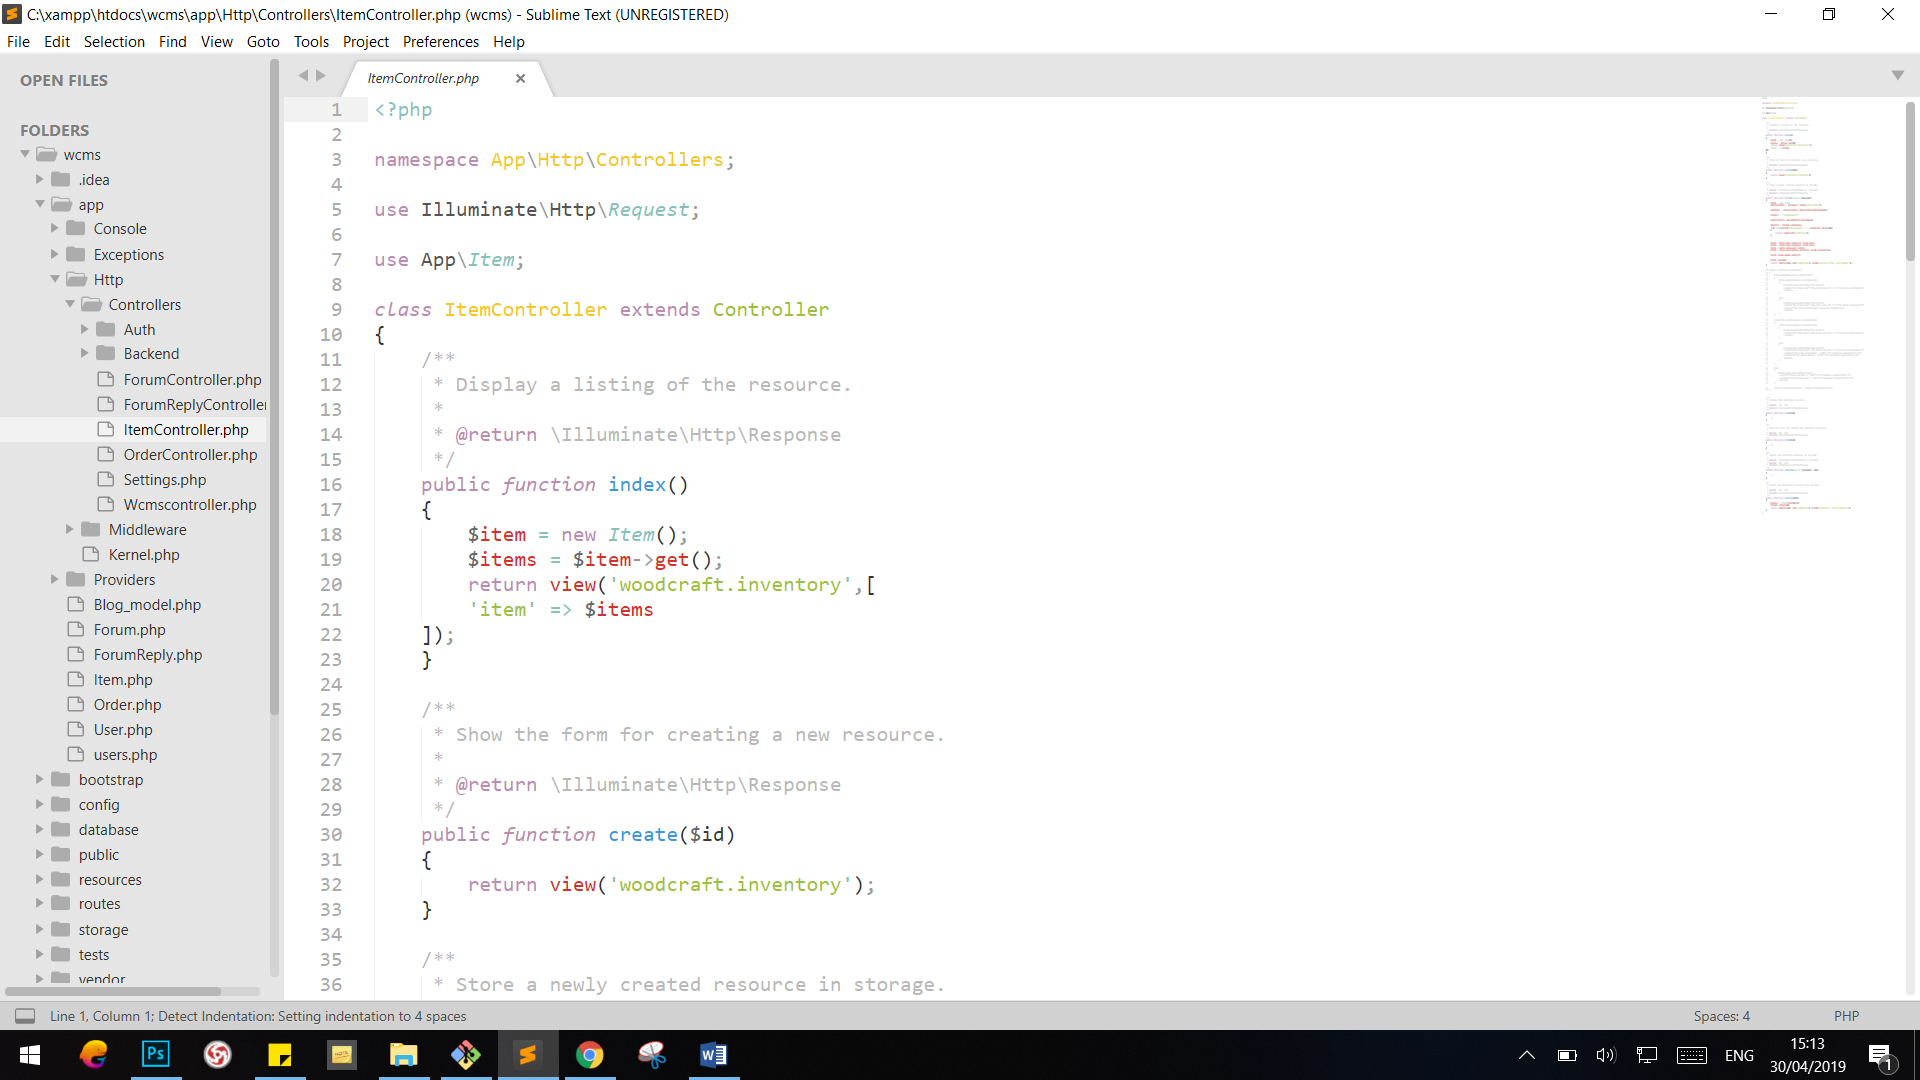 C:\xampp\htdocs\wcms\app\Http\Controllers\ItemController.php (wcms) - Sublime Text (UNREGISTERED)
File Edit Selection Find View Goto Tools Project Preferences Help
OPEN FILES
FOLDERS
wcms
.idea
app
Console
Exceptions
Http
Controllers
Auth
Backend
ForumController.php
ForumReplyController
ItemController.php
OrderController.php
Settings.php
Wcmscontroller.php
Middleware
Kernel.php
Providers
Blog_model.php
Forum.php
ForumReply.php
Item.php
Order.php
User.php
users.php
bootstrap
config
database
public
resources
routes
storage
tests
vendor
ItemController.php
1 <?php
2
3 namespace App\Http\Controllers;
4
5 use Illuminate\Http\Request;
6
7 use App\Item;
8
9 class ItemController extends Controller
10 {
11     /**
12      * Display a listing of the resource.
13      *
14      * @return \Illuminate\Http\Response
15      */
16     public function index()
17     {
18         $item = new Item();
19         $items = $item->get();
20         return view('woodcraft.inventory',[
21         'item' => $items
22     ]);
23     }
24
25     /**
26      * Show the form for creating a new resource.
27      *
28      * @return \Illuminate\Http\Response
29      */
30     public function create($id)
31     {
32         return view('woodcraft.inventory');
33     }
34
35     /**
36      * Store a newly created resource in storage.
Line 1, Column 1; Detect Indentation: Setting indentation to 4 spaces
Spaces: 4
PHP
Ps
ENG
15:13
30/04/2019
1